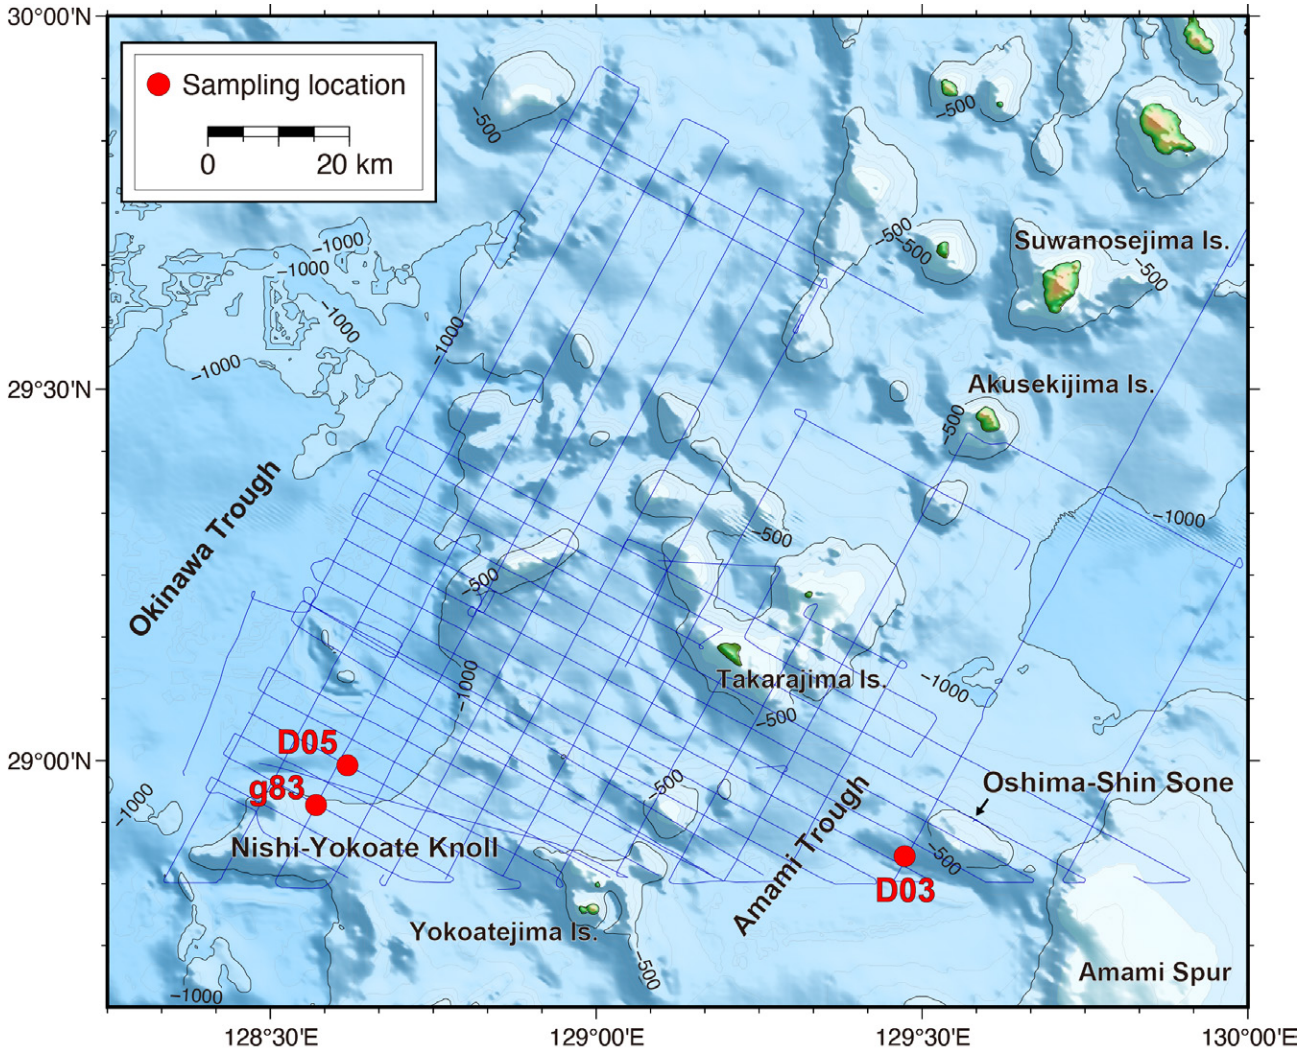 30°00'N
Sampling location
0 20 km
-500
-500
-500
-500
-500
Suwanosejima Is.
-1000
-1000
-1000
-1000
-1000
29°30'N
Akusekijima Is.
-500
Okinawa Trough
-500
-1000
-500
-1000
Takarajima Is.
-1000
-500
D05
29°00'N
g83
-500
Oshima-Shin Sone
-1000
Nishi-Yokoate Knoll
Amami Trough
-500
D03
Yokoatejima Is.
-500
Amami Spur
-1000
128°30'E 129°00'E 129°30'E 130°00'E